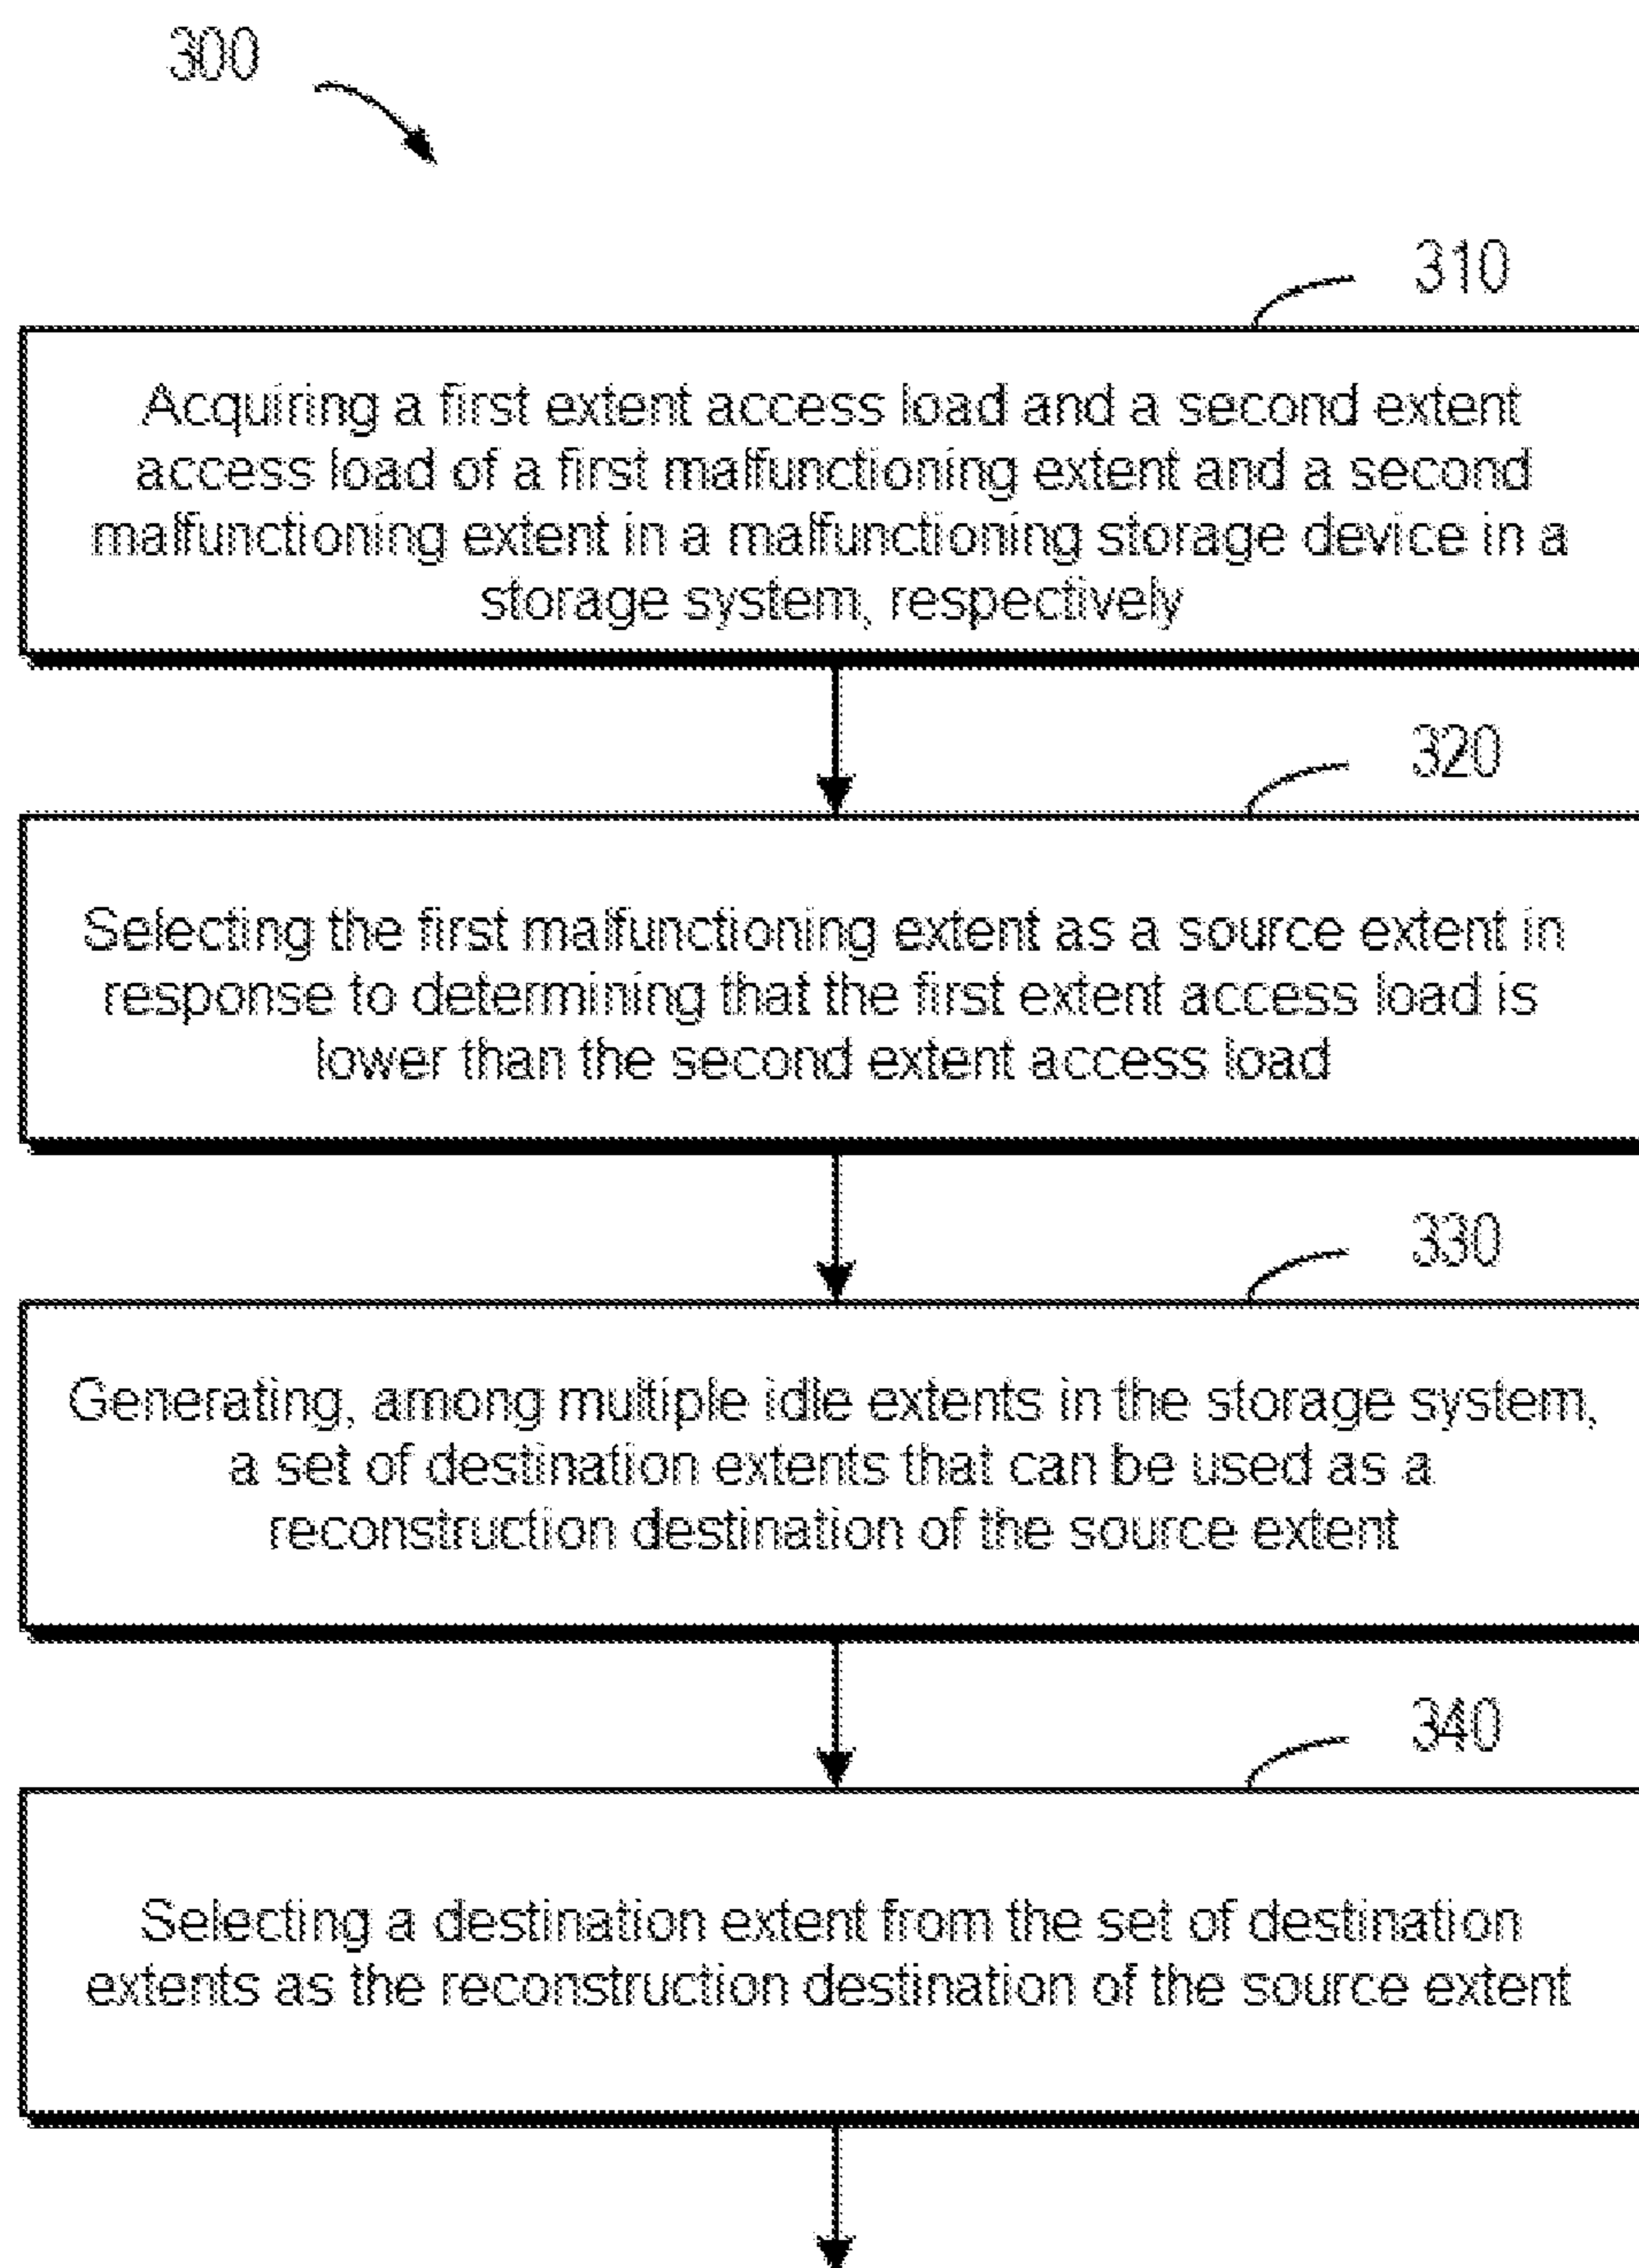 300
310
Acquiring a first extent access load and a second extent
access load of a first malfunctioning extent and a second
malfunctioning extent in a malfunctioning storage device in a
storage system, respectively
320
Selecting the first malfunctioning extent as a source extent in
response to determining that the first extent access load is
lower than the second extent access load
330
Generating, among multiple idle extents in the storage system,
a set of destination extents that can be used as a
reconstruction destination of the source extent
340
Selecting a destination extent from the set of destination
extents as the reconstruction destination of the source extent